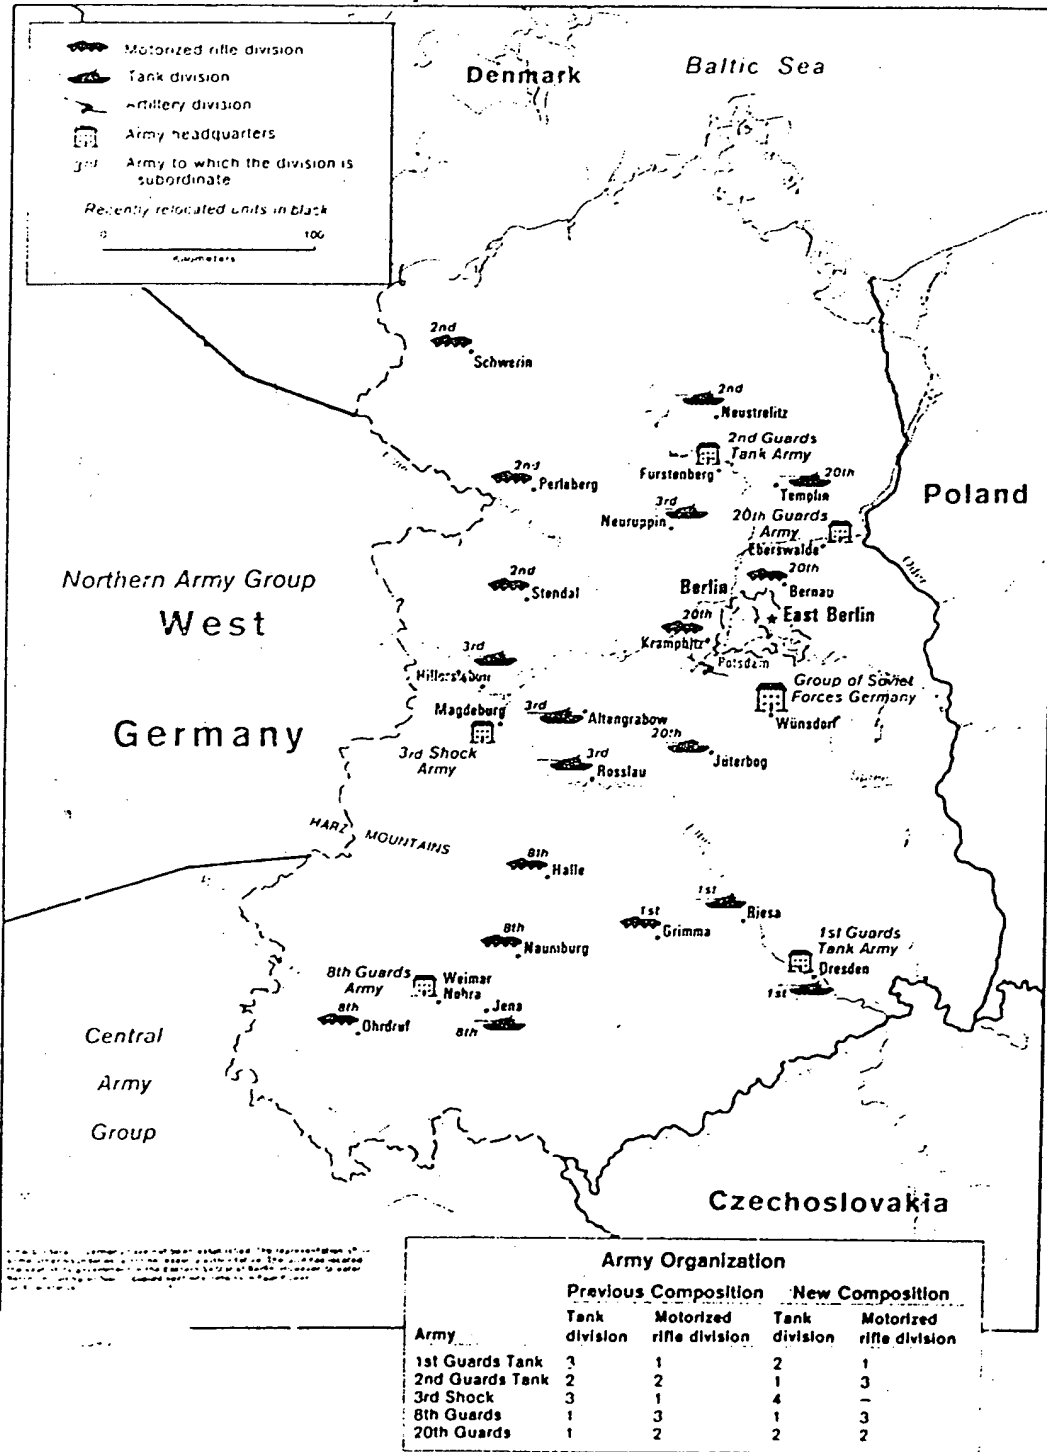 Motorized rifle division
Tank division
Artillery division
Army headquarters
3rd Army to which the division is
subordinate
Recently relocated units in black
0 100
Kilometers
Denmark
Baltic Sea
2nd
Schwerin
2nd
Neustrelitz
2nd Guards
Tank Army
Furstenberg
2nd
Perleberg
20th
Templin
3rd
Neuruppin
20th Guards
Army
Eberswalde
Poland
Oder
Northern Army Group
West
Germany
2nd
Stendal
20th
Bernau
Berlin
East Berlin
20th
Krampnitz
Potsdam
3rd
Hillersleben
Group of Soviet
Forces Germany
Wünsdorf
Magdeburg
3rd Shock
Army
3rd
Altengrabow
20th
Jüterbog
3rd
Rosslau
Spree
HARZ MOUNTAINS
8th
Halle
1st
Riesa
1st
Grimma
8th
Naumburg
1st Guards
Tank Army
Dresden
1st
8th Guards
Army
Weimar
Nohra
Jena
8th
8th
Ohrdruf
Central
Army
Group
Czechoslovakia
Army Organization
Previous Composition New Composition
Army Tank division Motorized rifle division Tank division Motorized rifle division
1st Guards Tank 3 1 2 1
2nd Guards Tank 2 2 1 3
3rd Shock 3 1 4 –
8th Guards 1 3 1 3
20th Guards 1 2 2 2